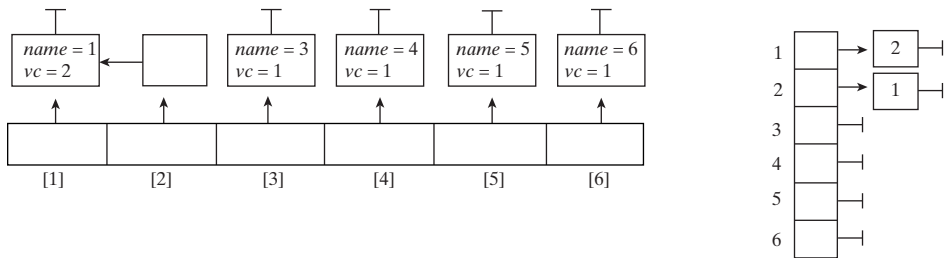 name = 1
vc = 2
name = 3
vc = 1
name = 4
vc = 1
name = 5
vc = 1
name = 6
vc = 1
[1] [2] [3] [4] [5] [6]
1 2
2 1
3
4
5
6